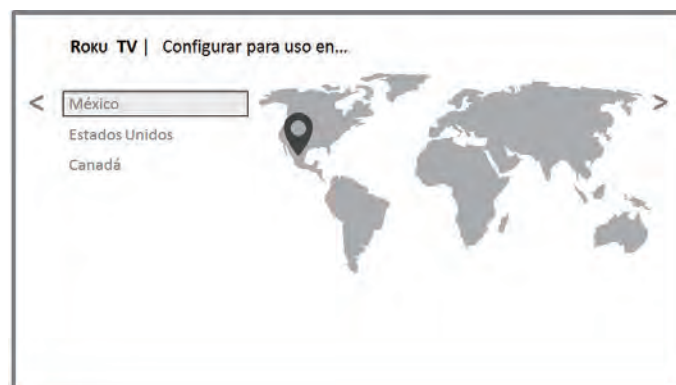 Roku TV | Configurar para uso en...
< México >
Estados Unidos
Canadá